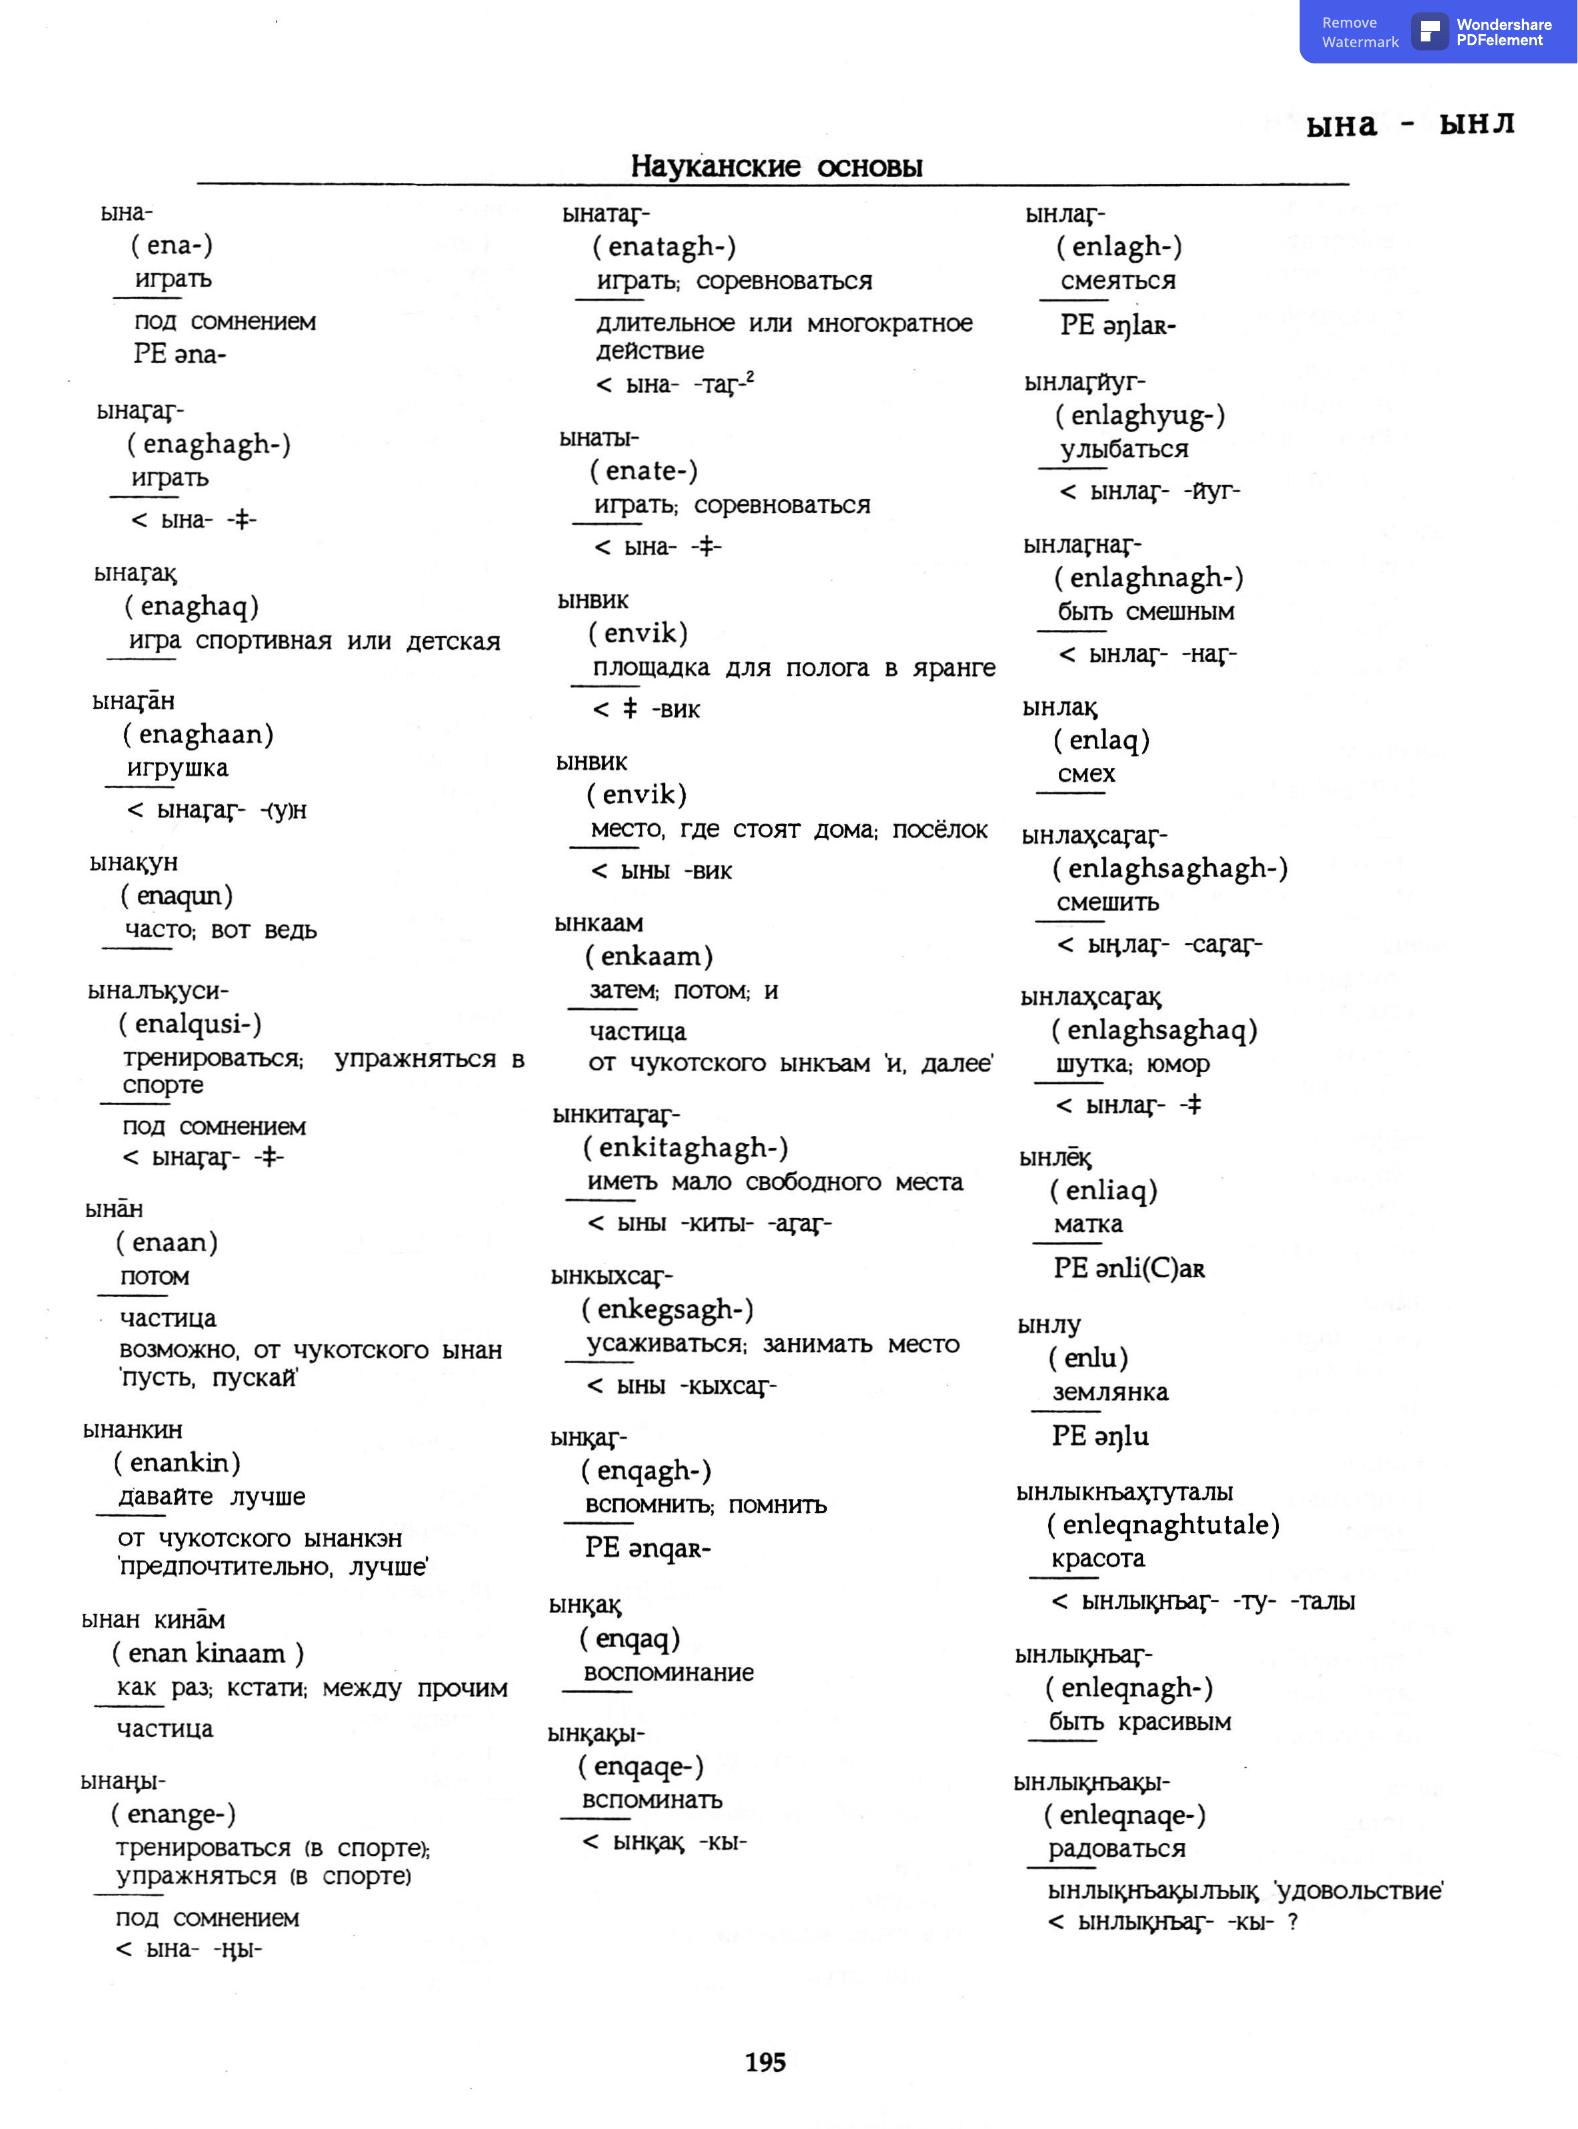 Remove
Watermark
Wondershare
PDFelement
ына - ынл
Науканские основы
ына-
(ena-)
играть
под сомнением
PE əna-
ынаӷаӷ-
(enaghagh-)
играть
< ына- -‡-
ынаӷақ
(enaghaq)
игра спортивная или детская
ынаӷа̄н
(enaghaan)
игрушка
< ынаӷаӷ- -(у)н
ынақун
(enaqun)
часто; вот ведь
ыналъқуси-
(enalqusi-)
тренироваться; упражняться в
спорте
под сомнением
< ынаӷаӷ- -‡-
ына̄н
(enaan)
потом
частица
возможно, от чукотского ынан
'пусть, пускай'
ынанкин
(enankin)
давайте лучше
от чукотского ынанкэн
'предпочтительно, лучше'
ынан кина̄м
(enan kinaam )
как раз; кстати; между прочим
частица
ынаңы-
(enange-)
тренироваться (в спорте);
упражняться (в спорте)
под сомнением
< ына- -ңы-
ынатаӷ-
(enatagh-)
играть; соревноваться
длительное или многократное
действие
< ына- -таӷ-²
ынаты-
(enate-)
играть; соревноваться
< ына- -‡-
ынвик
(envik)
площадка для полога в яранге
< ‡ -вик
ынвик
(envik)
место, где стоят дома; посёлок
< ыны -вик
ынкаам
(enkaam)
затем; потом; и
частица
от чукотского ынкъам 'и, далее'
ынкитаӷаӷ-
(enkitaghagh-)
иметь мало свободного места
< ыны -киты- -аӷаӷ-
ынкыхсаӷ-
(enkegsagh-)
усаживаться; занимать место
< ыны -кыхсаӷ-
ынқаӷ-
(enqagh-)
вспомнить; помнить
PE ənqaʀ-
ынқақ
(enqaq)
воспоминание
ынқақы-
(enqaqe-)
вспоминать
< ынқақ -кы-
ынлаӷ-
(enlagh-)
смеяться
PE əŋlaʀ-
ынлаӷйуг-
(enlaghyug-)
улыбаться
< ынлаӷ- -йуг-
ынлаӷнаӷ-
(enlaghnagh-)
быть смешным
< ынлаӷ- -наӷ-
ынлақ
(enlaq)
смех
ынлаҳсаӷаӷ-
(enlaghsaghagh-)
смешить
< ыңлаӷ- -саӷаӷ-
ынлаҳсаӷақ
(enlaghsaghaq)
шутка; юмор
< ынлаӷ- -‡
ынле̄қ
(enliaq)
матка
PE ənli(C)aʀ
ынлу
(enlu)
землянка
PE əŋlu
ынлыкнъаҳтуталы
(enleqnaghtutale)
красота
< ынлықнъаӷ- -ту- -талы
ынлықнъаӷ-
(enleqnagh-)
быть красивым
ынлықнъақы-
(enleqnaqe-)
радоваться
ынлықнъақылъық 'удовольствие'
< ынлықнъаӷ- -кы- ?
195